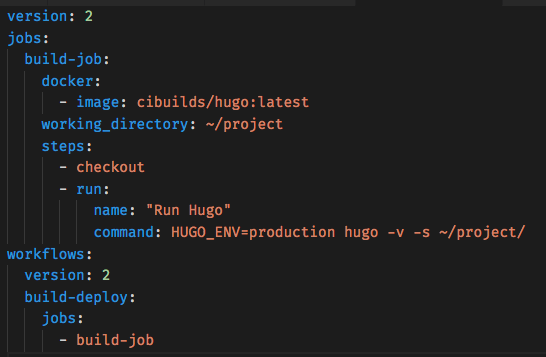 version: 2
jobs:
  build-job:
    docker:
      - image: cibuilds/hugo:latest
    working_directory: ~/project
    steps:
      - checkout
      - run:
          name: "Run Hugo"
          command: HUGO_ENV=production hugo -v -s ~/project/
workflows:
  version: 2
  build-deploy:
    jobs:
      - build-job